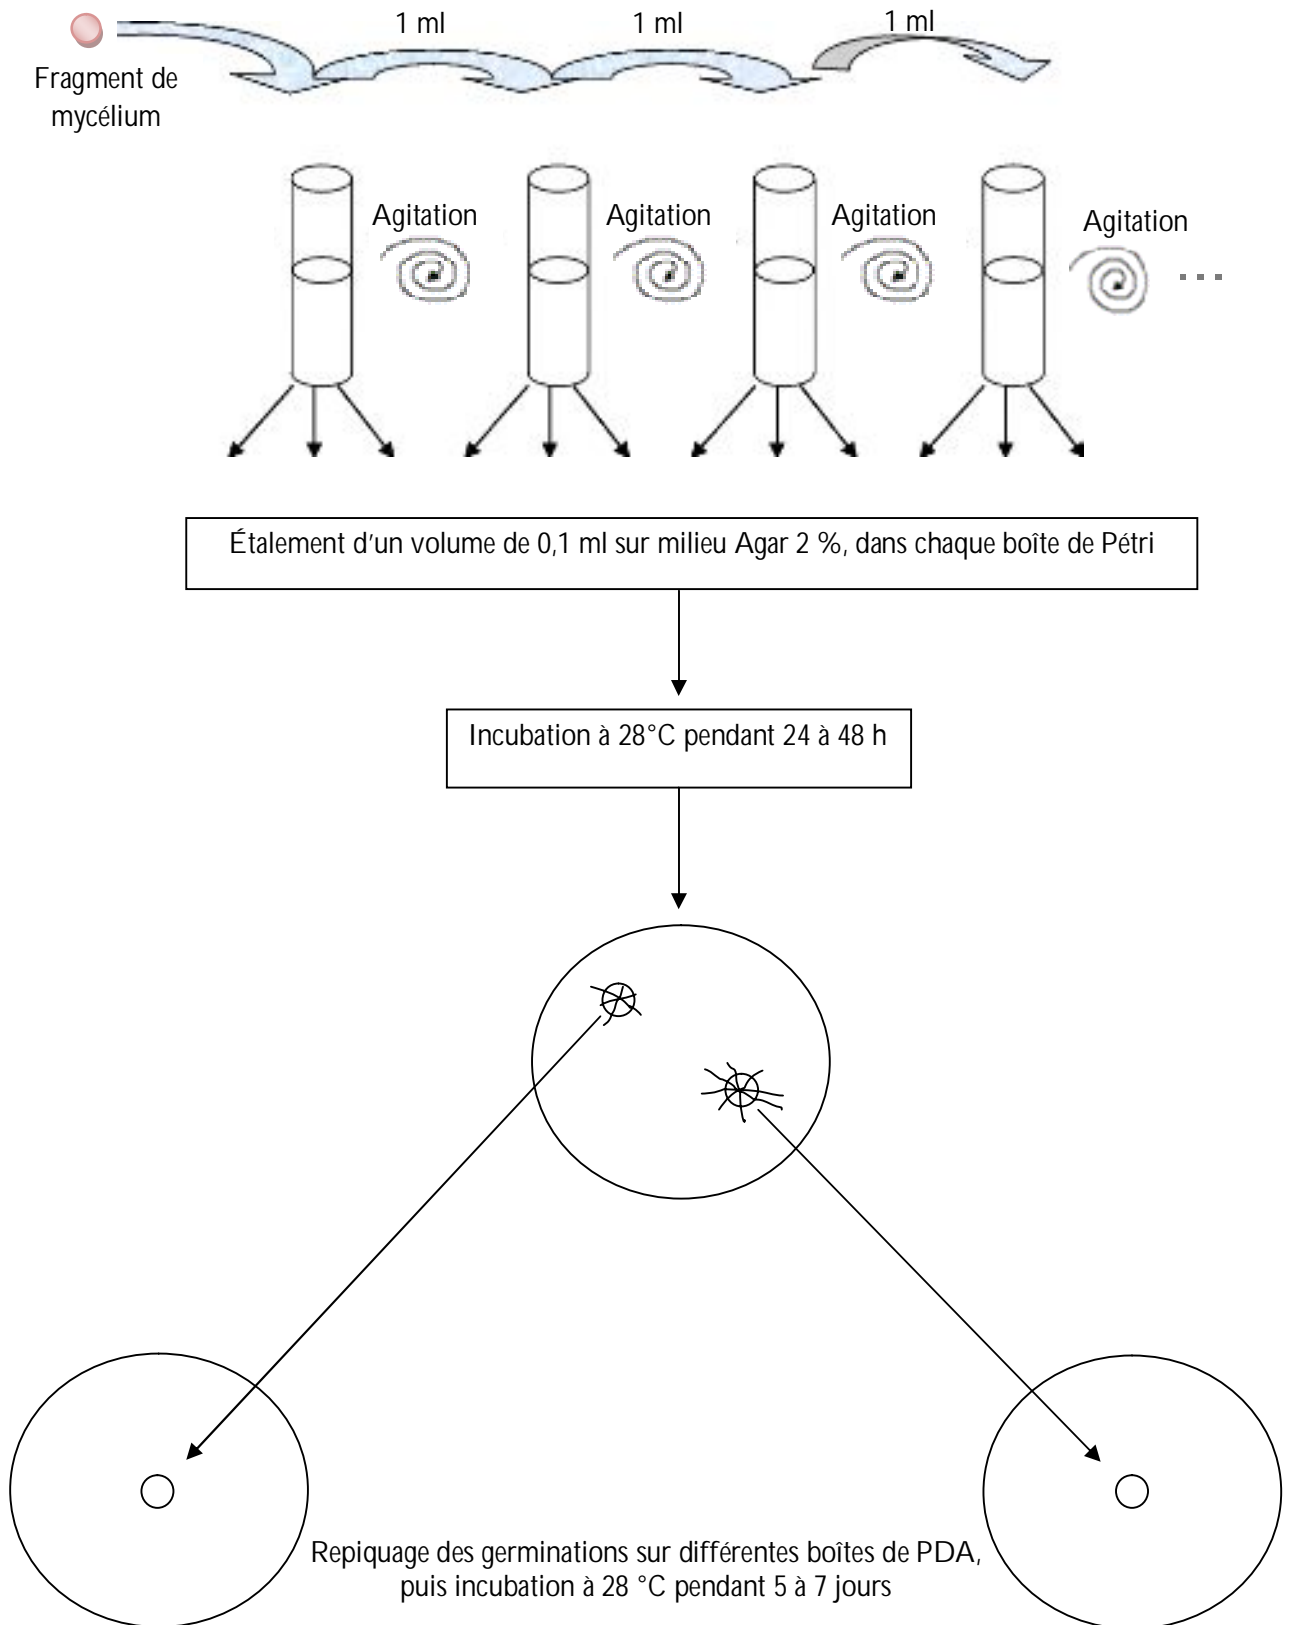 1 ml
1 ml
1 ml
Fragment de
mycélium
Agitation
Agitation
Agitation
Agitation
...
Étalement d'un volume de 0,1 ml sur milieu Agar 2 %, dans chaque boîte de Pétri
Incubation à 28°C pendant 24 à 48 h
Repiquage des germinations sur différentes boîtes de PDA,
puis incubation à 28 °C pendant 5 à 7 jours